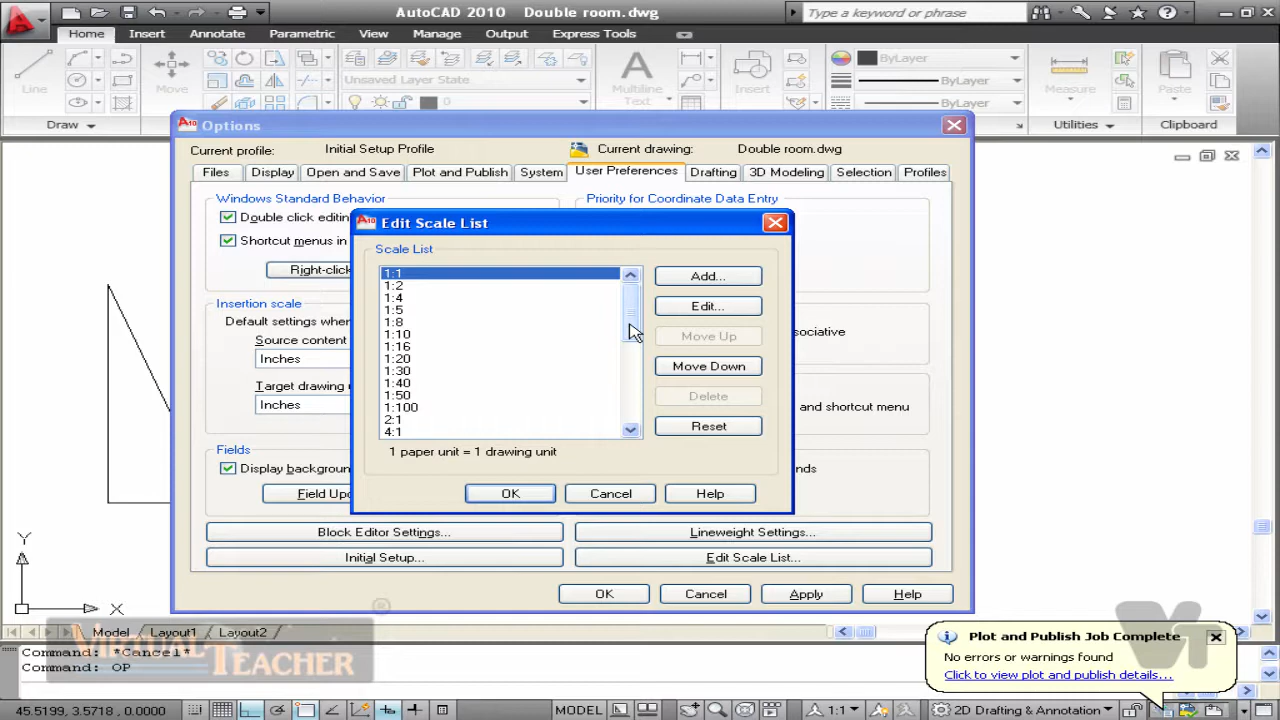 AutoCAD 2010 Double room.dwg
Type a keyword or phrase
Home Insert Annotate Parametric View Manage Output Express Tools
Unsaved Layer State
ByLayer
Line Move Multiline Text Insert ByLayer Measure Paste
0 ByLayer
Draw Utilities Clipboard
Options
Current profile: Initial Setup Profile Current drawing: Double room.dwg
Files Display Open and Save Plot and Publish System User Preferences Drafting 3D Modeling Selection Profiles
Windows Standard Behavior Priority for Coordinate Data Entry
Double click editin
Shortcut menus in
Right-click
Insertion scale
Default settings whe
Source content
Inches
Target drawing u
Inches
Fields
Display backgroun
Field Up
sociative
and shortcut menu
nds
Edit Scale List
Scale List
1:1
1:2
1:4
1:5
1:8
1:10
1:16
1:20
1:30
1:40
1:50
1:100
2:1
4:1
Add...
Edit...
Move Up
Move Down
Delete
Reset
1 paper unit = 1 drawing unit
OK Cancel Help
Block Editor Settings... Lineweight Settings...
Initial Setup... Edit Scale List...
OK Cancel Apply Help
Y
X
Model Layout1 Layout2
Command: *Cancel*
Command: OP
VIRTUAL TEACHER
VT
Plot and Publish Job Complete
No errors or warnings found
Click to view plot and publish details...
45.5199, 3.5718, 0.0000 MODEL 1:1 2D Drafting & Annotation